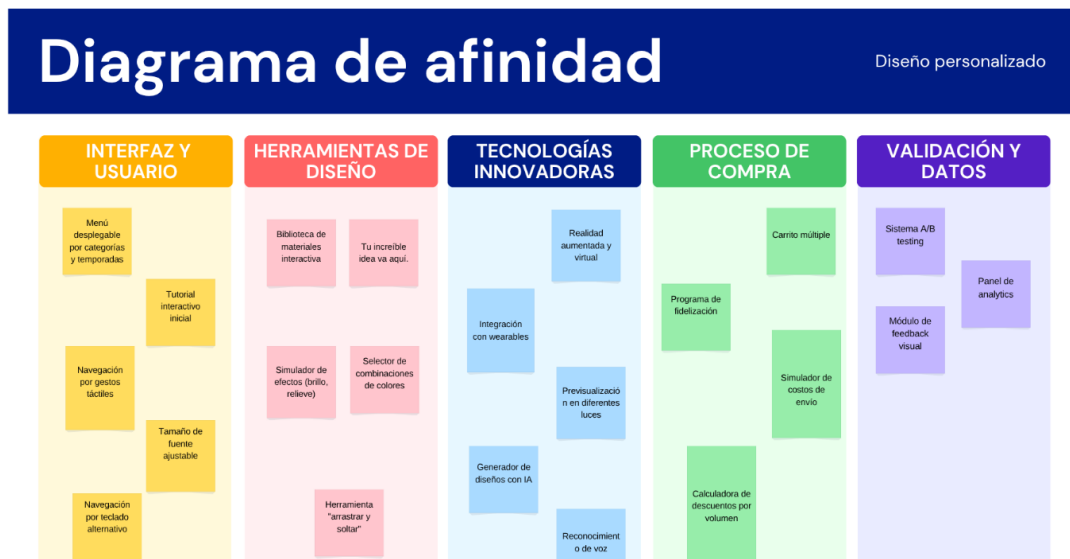 Diagrama de afinidad
Diseño personalizado
INTERFAZ Y
USUARIO
Menú
desplegable
por categorías
y temporadas
Tutorial
interactivo
inicial
Navegación
por gestos
táctiles
Tamaño de
fuente
ajustable
Navegación
por teclado
alternativo
HERRAMIENTAS DE
DISEÑO
Biblioteca de
materiales
interactiva
Tu increíble
idea va aquí.
Simulador de
efectos (brillo,
relieve)
Selector de
combinaciones
de colores
Herramienta
"arrastrar y
soltar"
TECNOLOGÍAS
INNOVADORAS
Realidad
aumentada y
virtual
Integración
con wearables
Previsualizació
n en diferentes
luces
Generador de
diseños con IA
Reconocimient
o de voz
PROCESO DE
COMPRA
Carrito múltiple
Programa de
fidelización
Simulador de
costos de
envío
Calculadora de
descuentos por
volumen
VALIDACIÓN Y
DATOS
Sistema A/B
testing
Panel de
analytics
Módulo de
feedback
visual